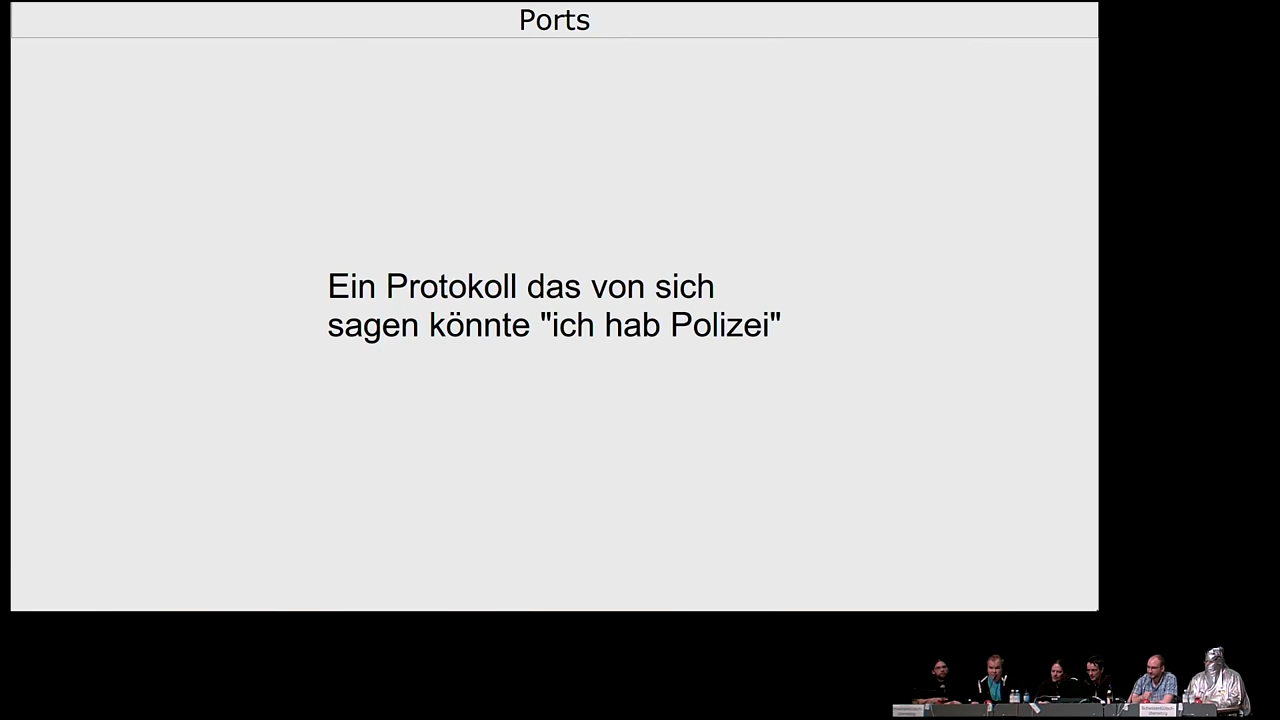 Ports
Ein Protokoll das von sich
sagen könnte "ich hab Polizei"